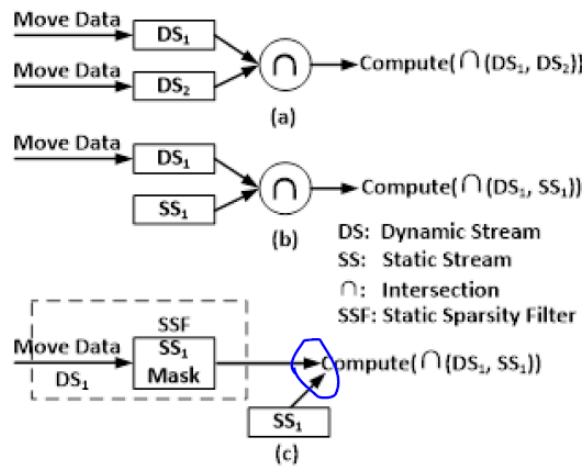 Move Data
DS₁
∩
Compute(∩(DS₁, DS₂))
Move Data
DS₂
(a)
Move Data
DS₁
∩
Compute(∩(DS₁, SS₁))
SS₁
(b)
DS: Dynamic Stream
SS: Static Stream
∩: Intersection
SSF: Static Sparsity Filter
SSF
Move Data
SS₁
Mask
DS₁
Compute(∩(DS₁, SS₁))
SS₁
(c)